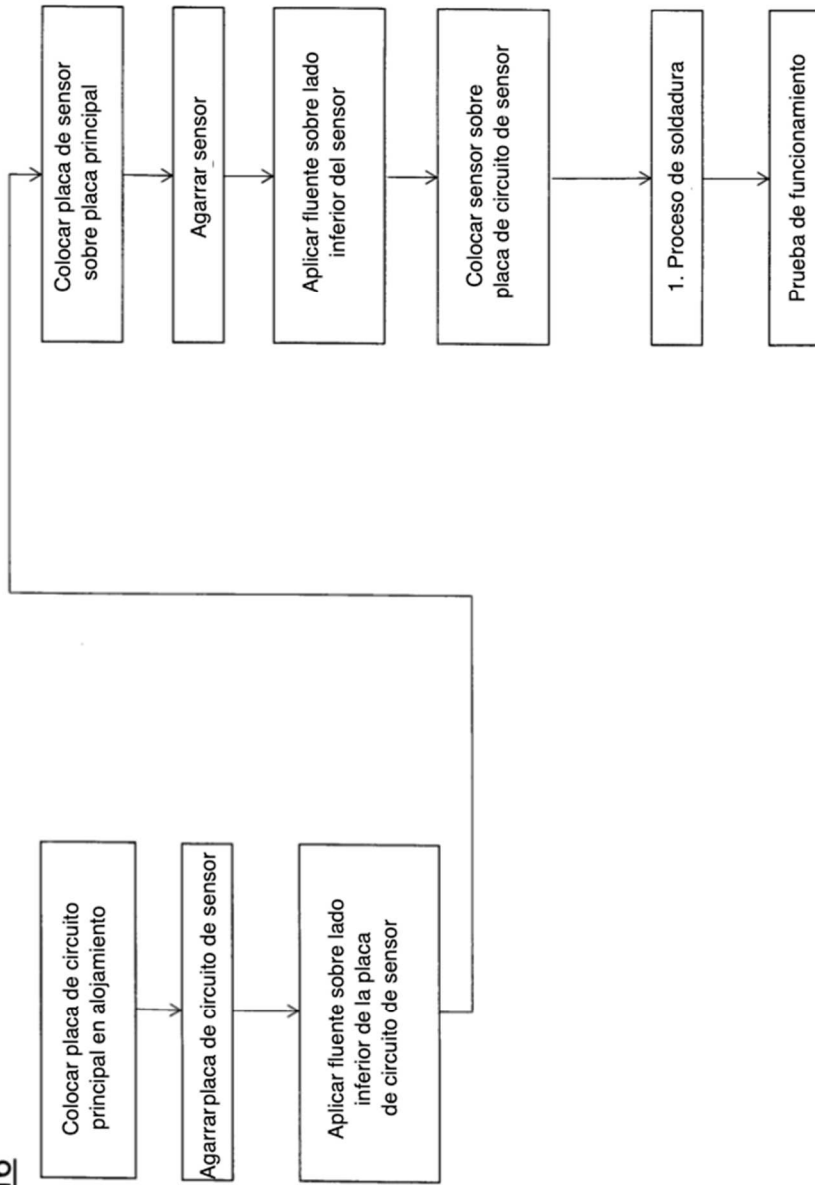 Colocar placa de circuito
principal en alojamiento
Agarrarplaca de circuito de sensor
Aplicar fluente sobre lado
inferior de la placa
de circuito de sensor
Colocar placa de sensor
sobre placa principal
Agarrar sensor
Aplicar fluente sobre lado
inferior del sensor
Colocar sensor sobre
placa de circuito de sensor
1. Proceso de soldadura
Prueba de funcionamiento